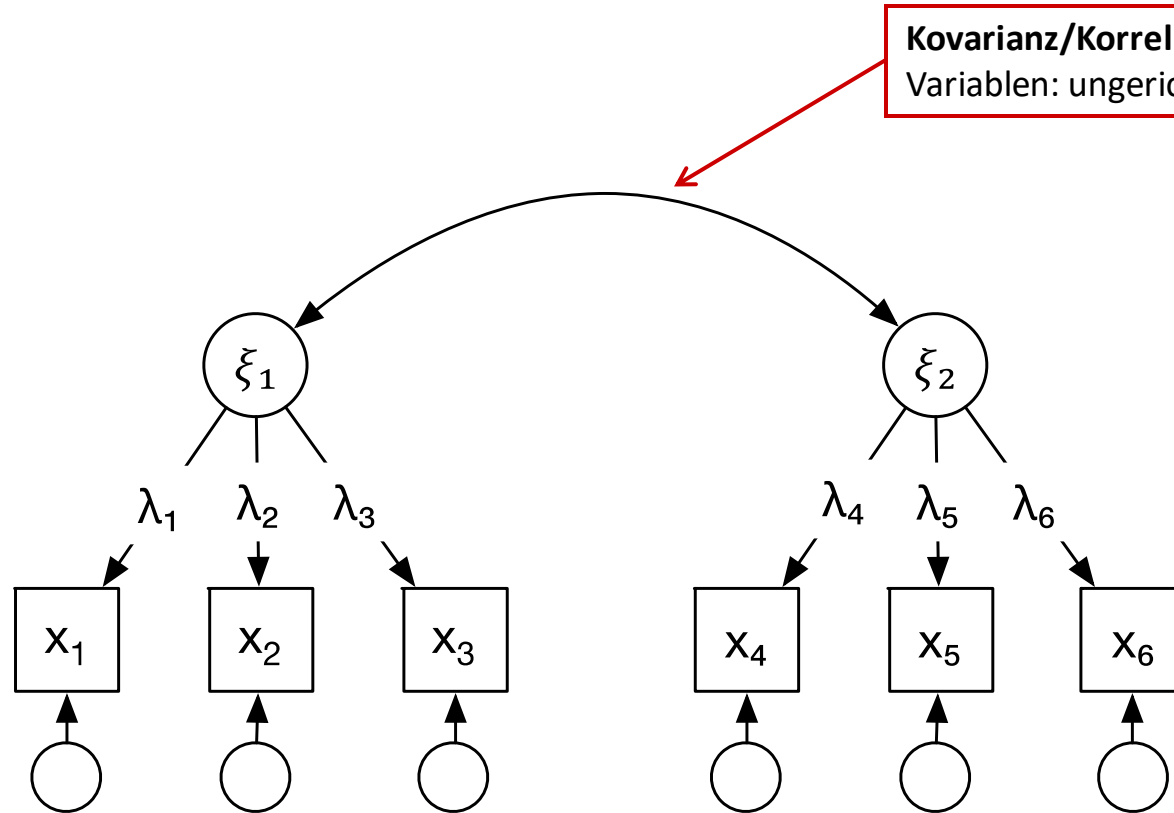 Kovarianz/Korrel
Variablen: ungeric
ξ₁ ξ₂
λ₁ λ₂ λ₃ λ₄ λ₅ λ₆
x₁ x₂ x₃ x₄ x₅ x₆